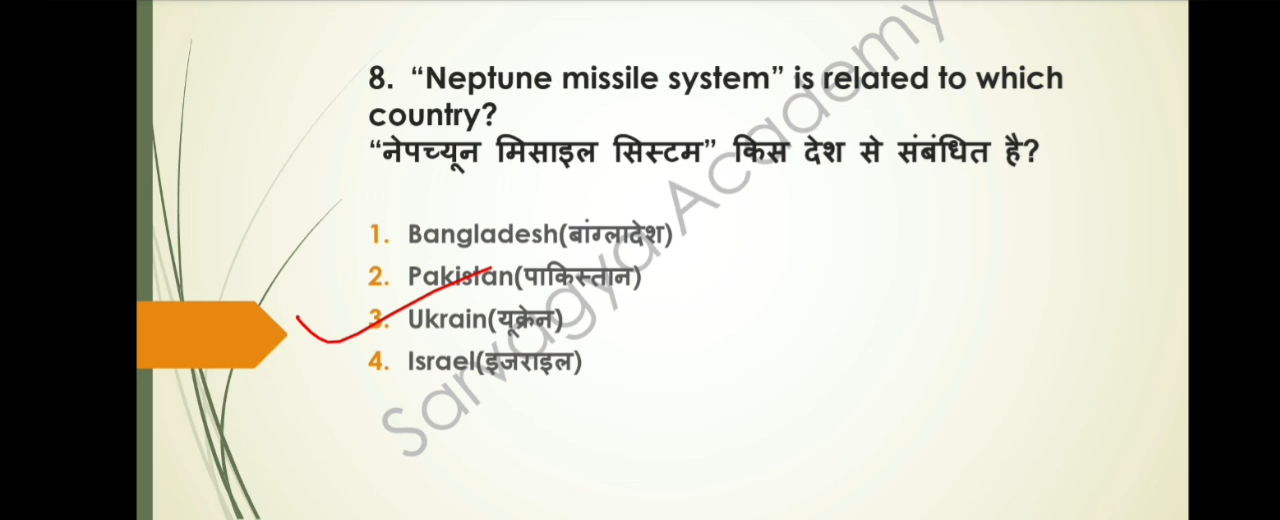 8. “Neptune missile system” is related to which
country?
“नेपच्यून मिसाइल सिस्टम” किस देश से संबंधित है?
1. Bangladesh(बांग्लादेश)
2. Pakistan(पाकिस्तान)
3. Ukrain(यूक्रेन)
4. Israel(इजराइल)
Sarvagya Academy